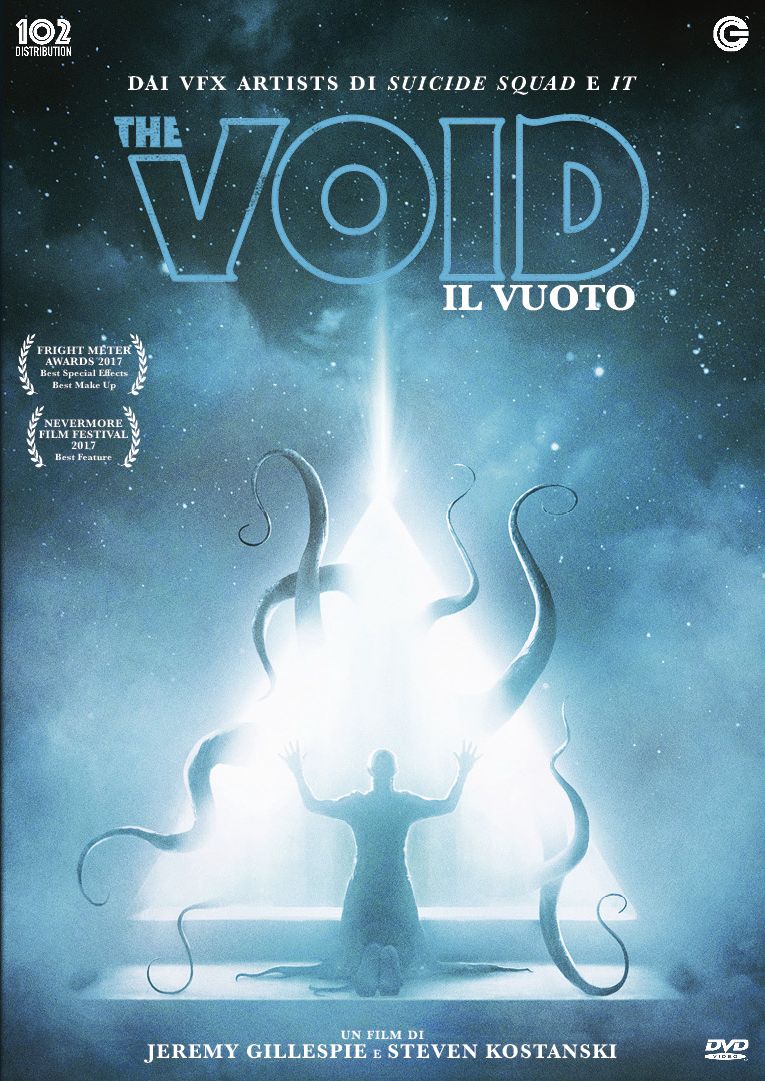 102
DISTRIBUTION
CG
DAI VFX ARTISTS DI SUICIDE SQUAD E IT
THE
VOID
IL VUOTO
FRIGHT METER
AWARDS 2017
Best Special Effects
Best Make Up
NEVERMORE
FILM FESTIVAL
2017
Best Feature
UN FILM DI
JEREMY GILLESPIE E STEVEN KOSTANSKI
DVD
VIDEO